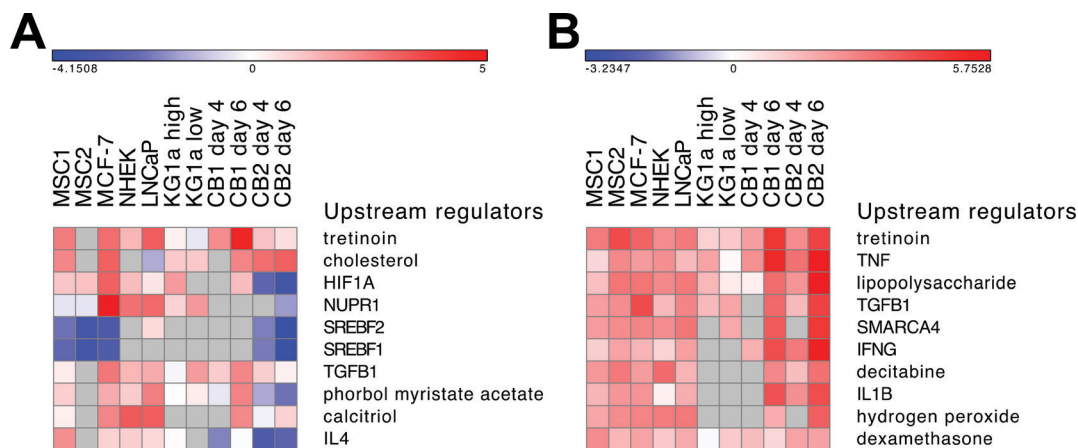 A
-4.1508 0 5
MSC1
MSC2
MCF-7
NHEK
LNCaP
KG1a high
KG1a low
CB1 day 4
CB1 day 6
CB2 day 4
CB2 day 6
Upstream regulators
tretinoin
cholesterol
HIF1A
NUPR1
SREBF2
SREBF1
TGFB1
phorbol myristate acetate
calcitriol
IL4
B
-3.2347 0 5.7528
MSC1
MSC2
MCF-7
NHEK
LNCaP
KG1a high
KG1a low
CB1 day 4
CB1 day 6
CB2 day 4
CB2 day 6
Upstream regulators
tretinoin
TNF
lipopolysaccharide
TGFB1
SMARCA4
IFNG
decitabine
IL1B
hydrogen peroxide
dexamethasone